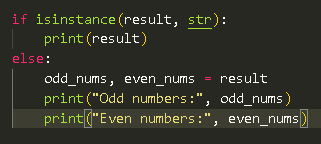 if isinstance(result, str):
    print(result)
else:
    odd_nums, even_nums = result
    print("Odd numbers:", odd_nums)
    print("Even numbers:", even_nums)